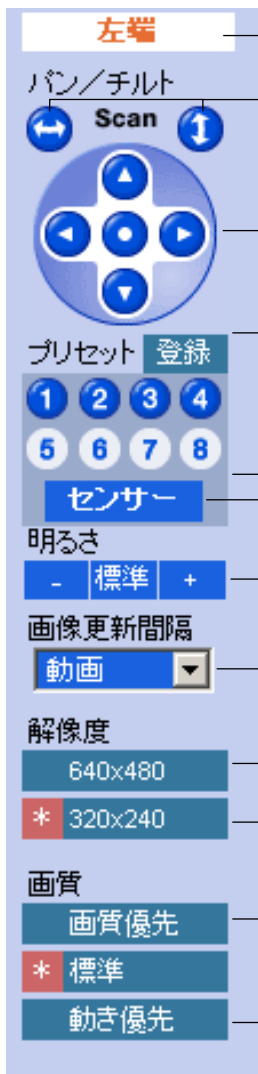 左端
パン／チルト
Scan
プリセット 登録
1 2 3 4
5 6 7 8
センサー
明るさ
- 標準 +
画像更新間隔
動画
解像度
640x480
* 320x240
画質
画質優先
* 標準
動き優先